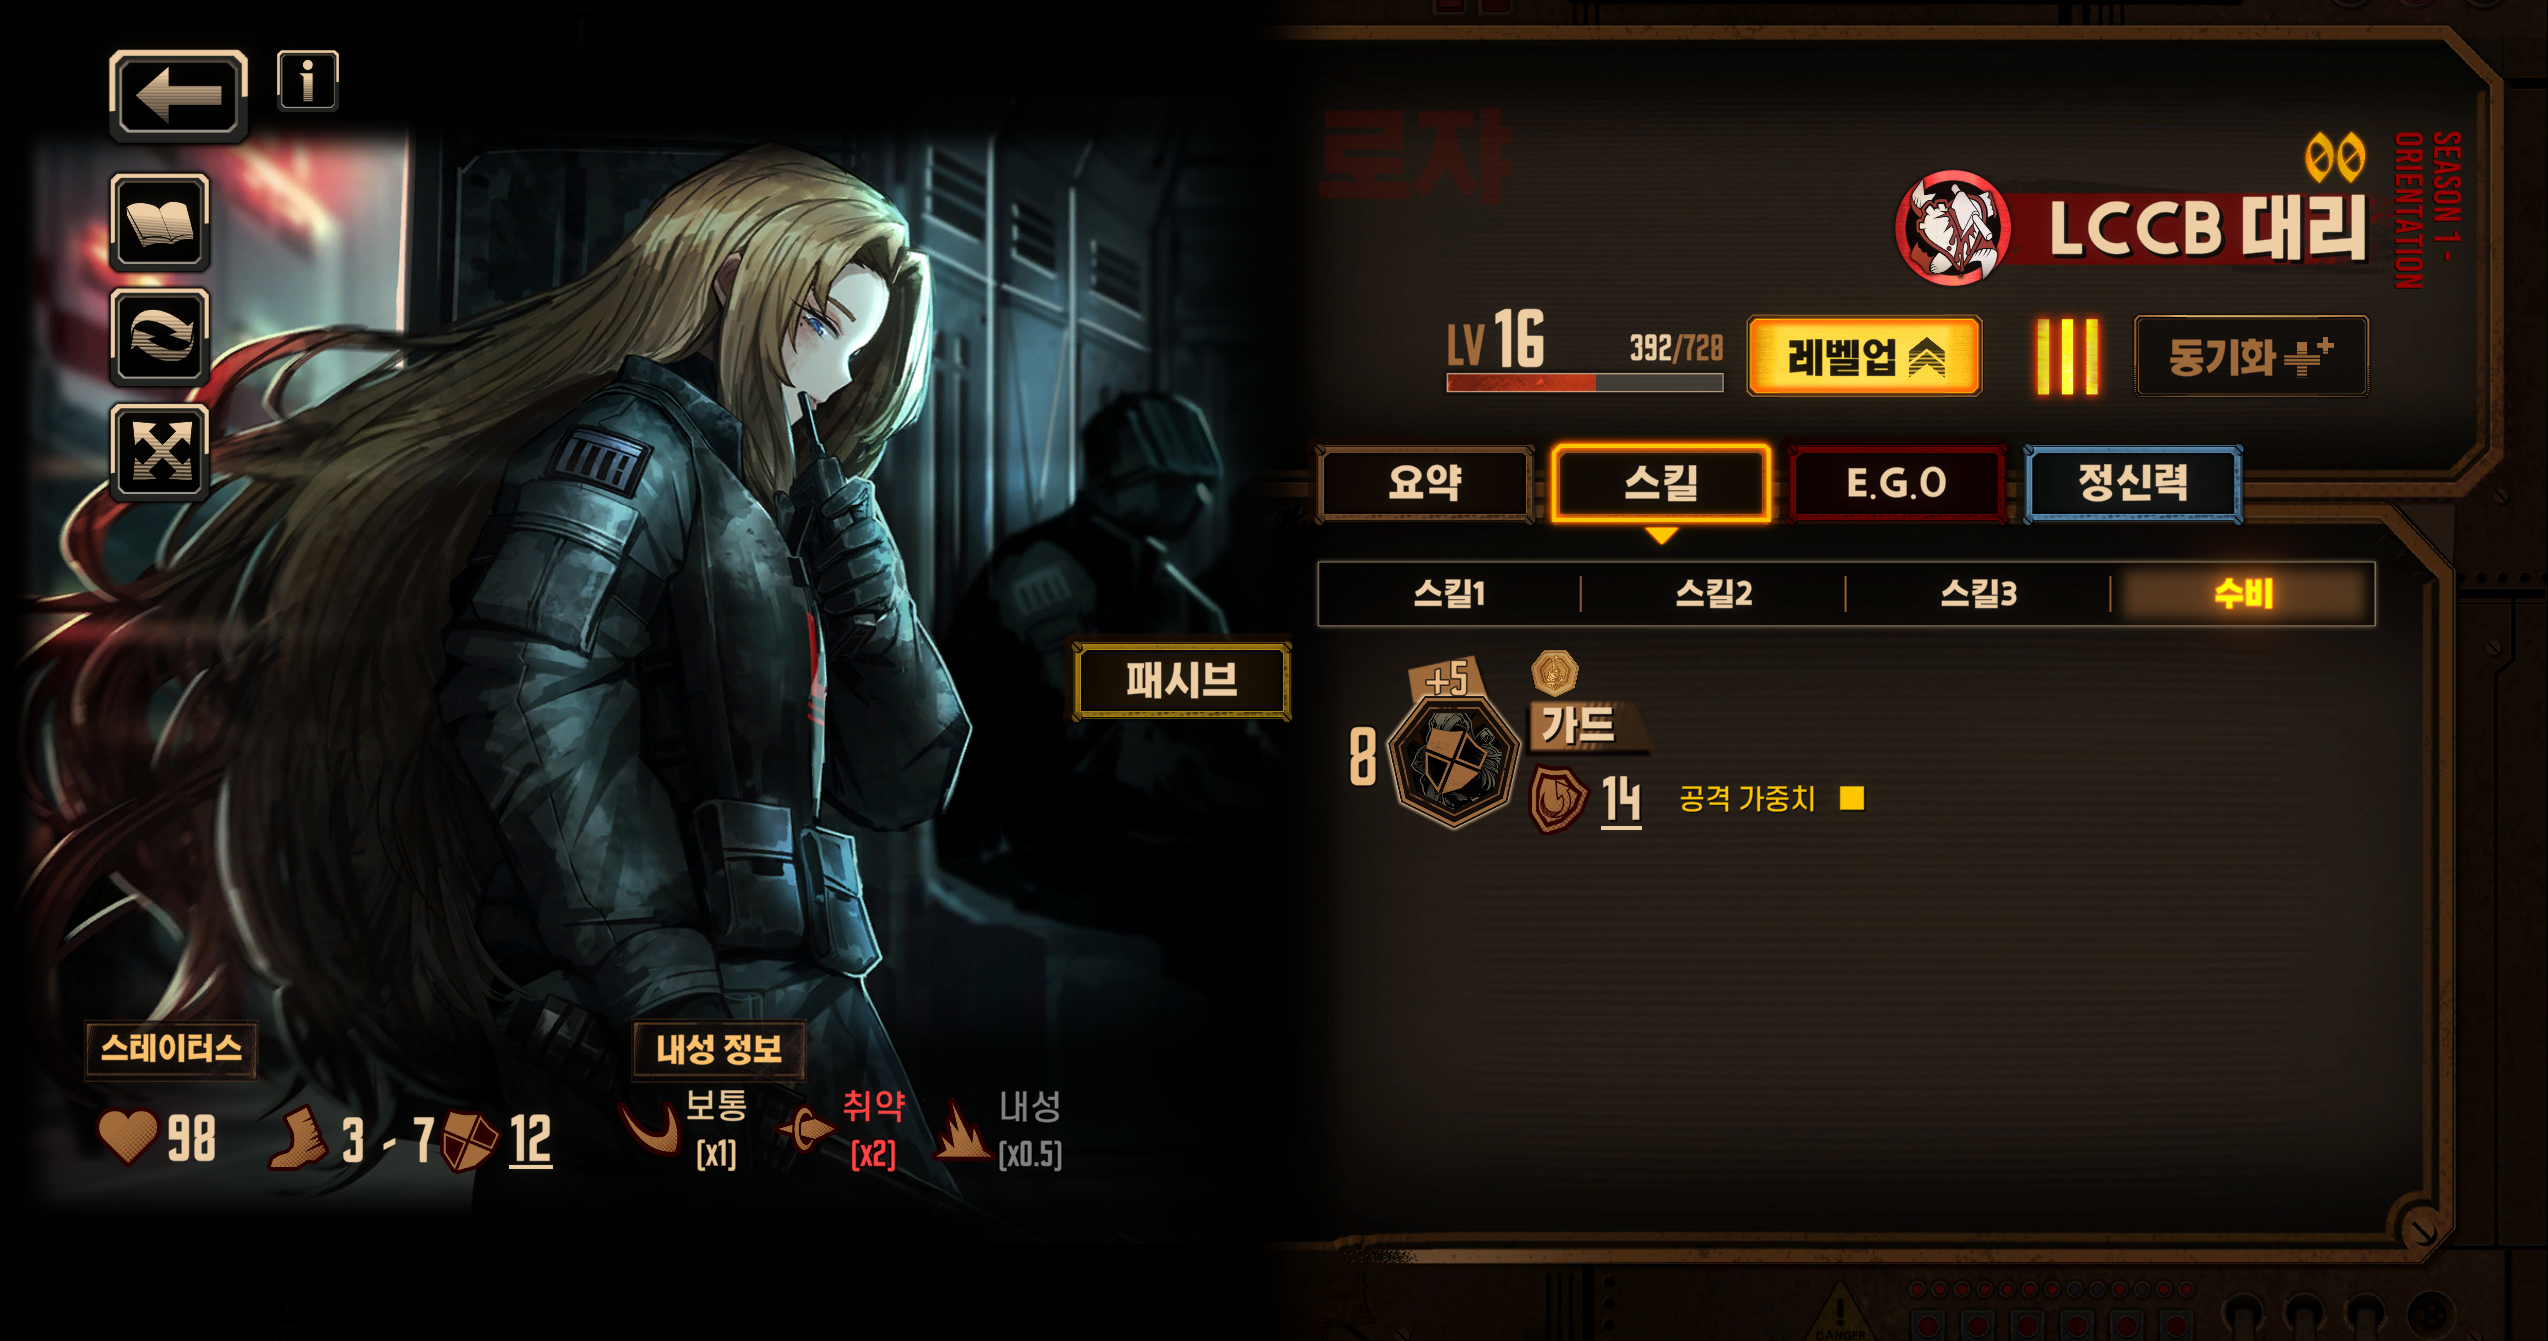 로쟈
SEASON 1 -
ORIENTATION
LCCB 대리
LV 16
392/728
레벨업
동기화
요약
스킬
E.G.O
정신력
스킬1
스킬2
스킬3
수비
패시브
+5
8
가드
14
공격 가중치
스테이터스
98
3 - 7
12
내성 정보
보통
[x1]
취약
[x2]
내성
[x0.5]
DANGER